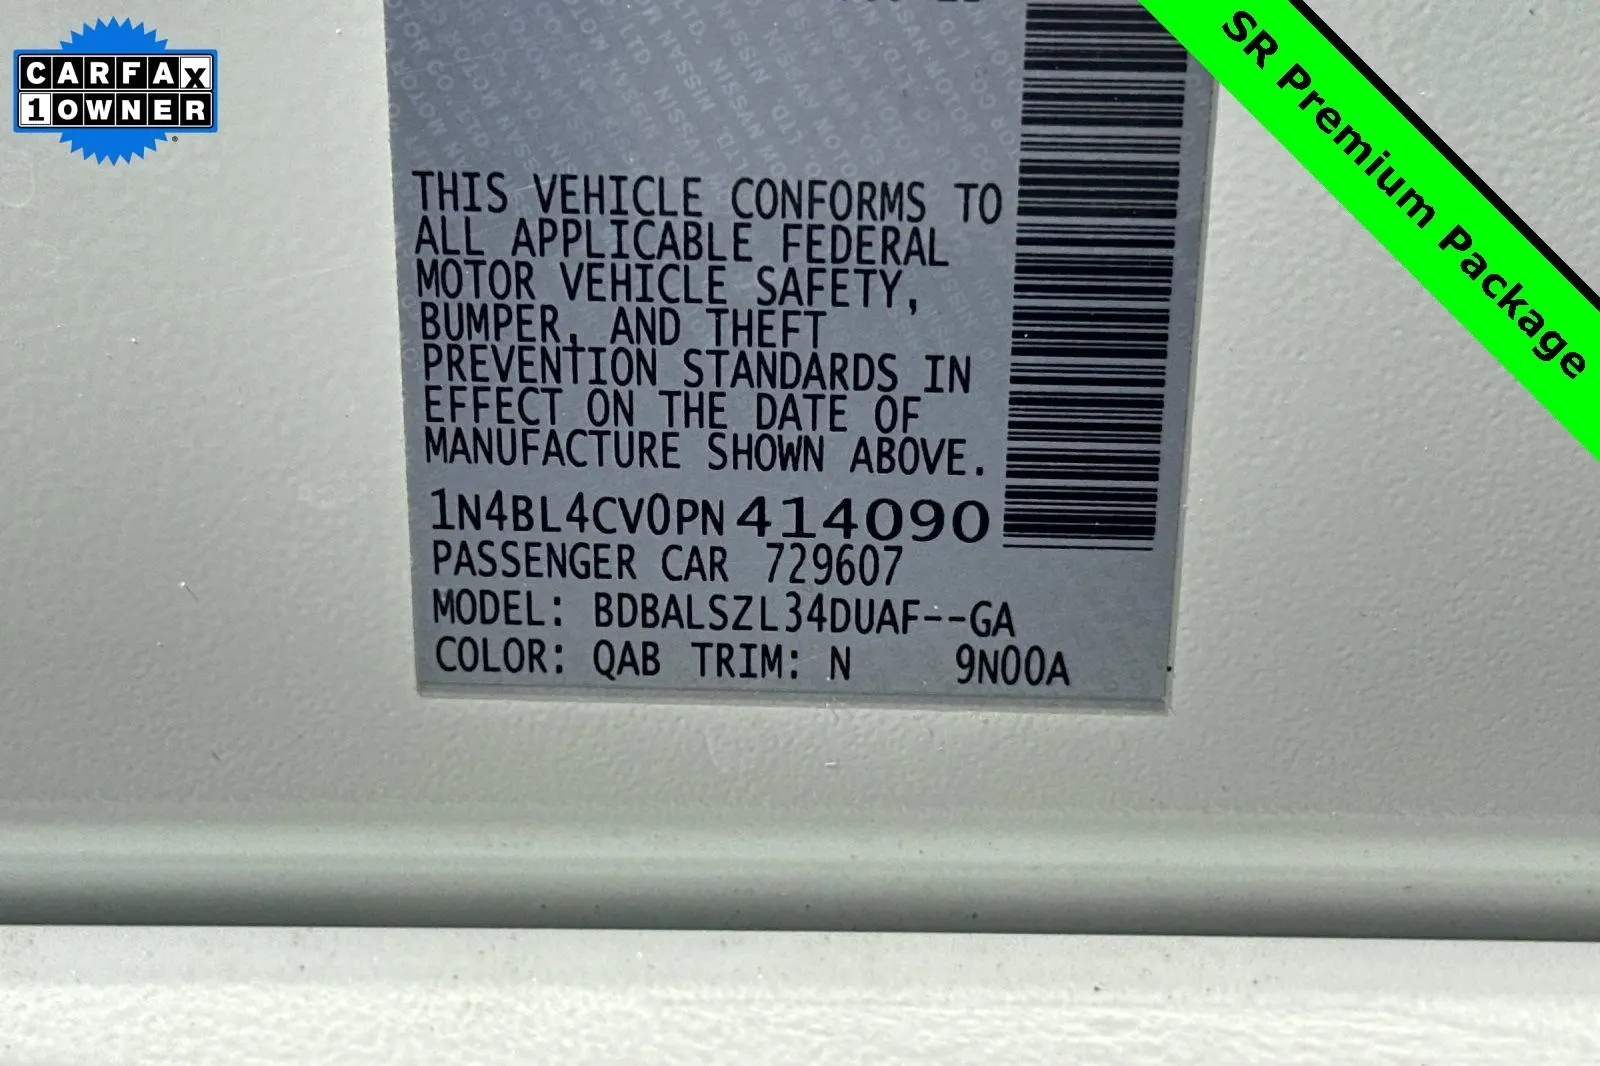 CARFAX
1 OWNER
SR Premium Package
THIS VEHICLE CONFORMS TO
ALL APPLICABLE FEDERAL
MOTOR VEHICLE SAFETY,
BUMPER, AND THEFT
PREVENTION STANDARDS IN
EFFECT ON THE DATE OF
MANUFACTURE SHOWN ABOVE.
1N4BL4CV0PN414090
PASSENGER CAR 729607
MODEL: BDBALSZL34DUAF--GA
COLOR: QAB TRIM: N 9N00A